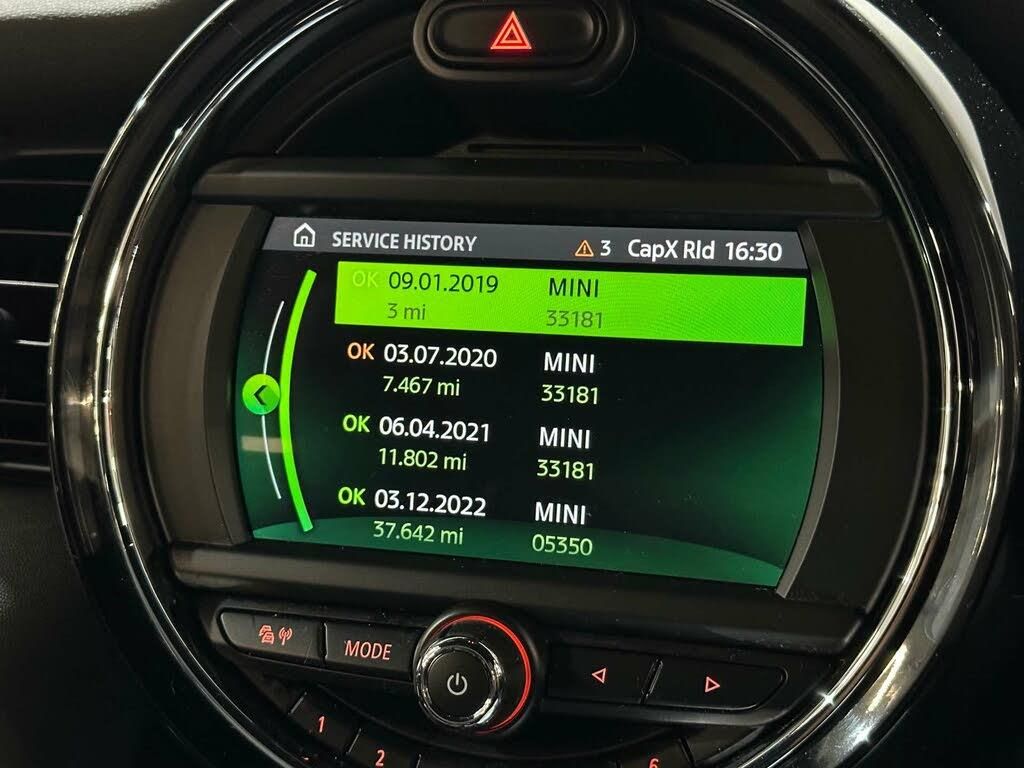 SERVICE HISTORY 3 CapX Rld 16:30
OK 09.01.2019 MINI
3 mi 33181
OK 03.07.2020 MINI
7.467 mi 33181
OK 06.04.2021 MINI
11.802 mi 33181
OK 03.12.2022 MINI
37.642 mi 05350
MODE
1
2
6